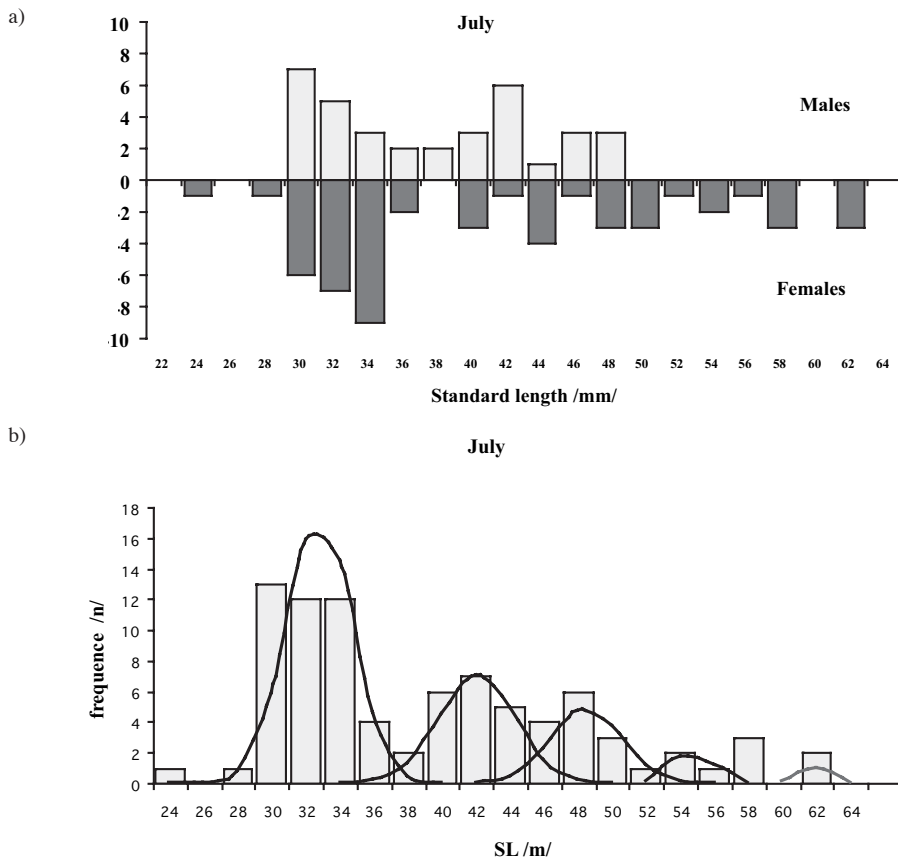 a)
July
10
8
6
4
2
0
-2
-4
-6
-8
-10
Males
Females
22 24 26 28 30 32 34 36 38 40 42 44 46 48 50 52 54 56 58 60 62 64
Standard length /mm/
b)
July
frequence /n/
18
16
14
12
10
8
6
4
2
0
24 26 28 30 32 34 36 38 40 42 44 46 48 50 52 54 56 58 60 62 64
SL /m/